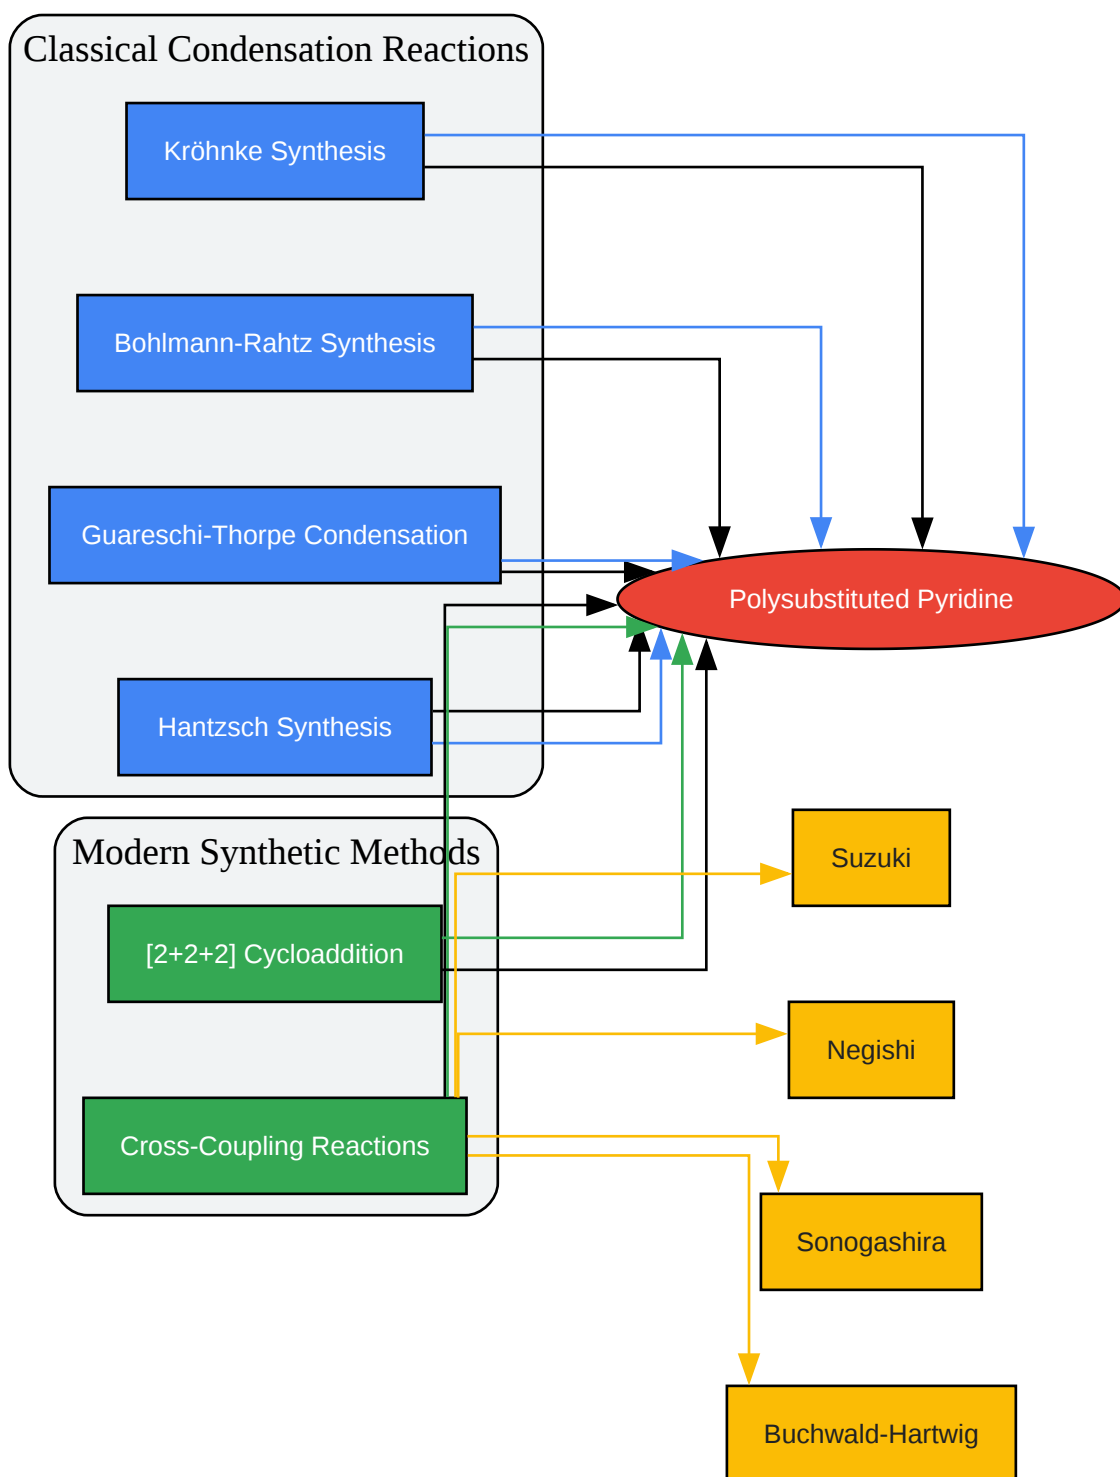 Classical Condensation Reactions
Kröhnke Synthesis
Bohlmann-Rahtz Synthesis
Guareschi-Thorpe Condensation
Polysubstituted Pyridine
Hantzsch Synthesis
Modern Synthetic Methods
Suzuki
[2+2+2] Cycloaddition
Negishi
Cross-Coupling Reactions
Sonogashira
Buchwald-Hartwig